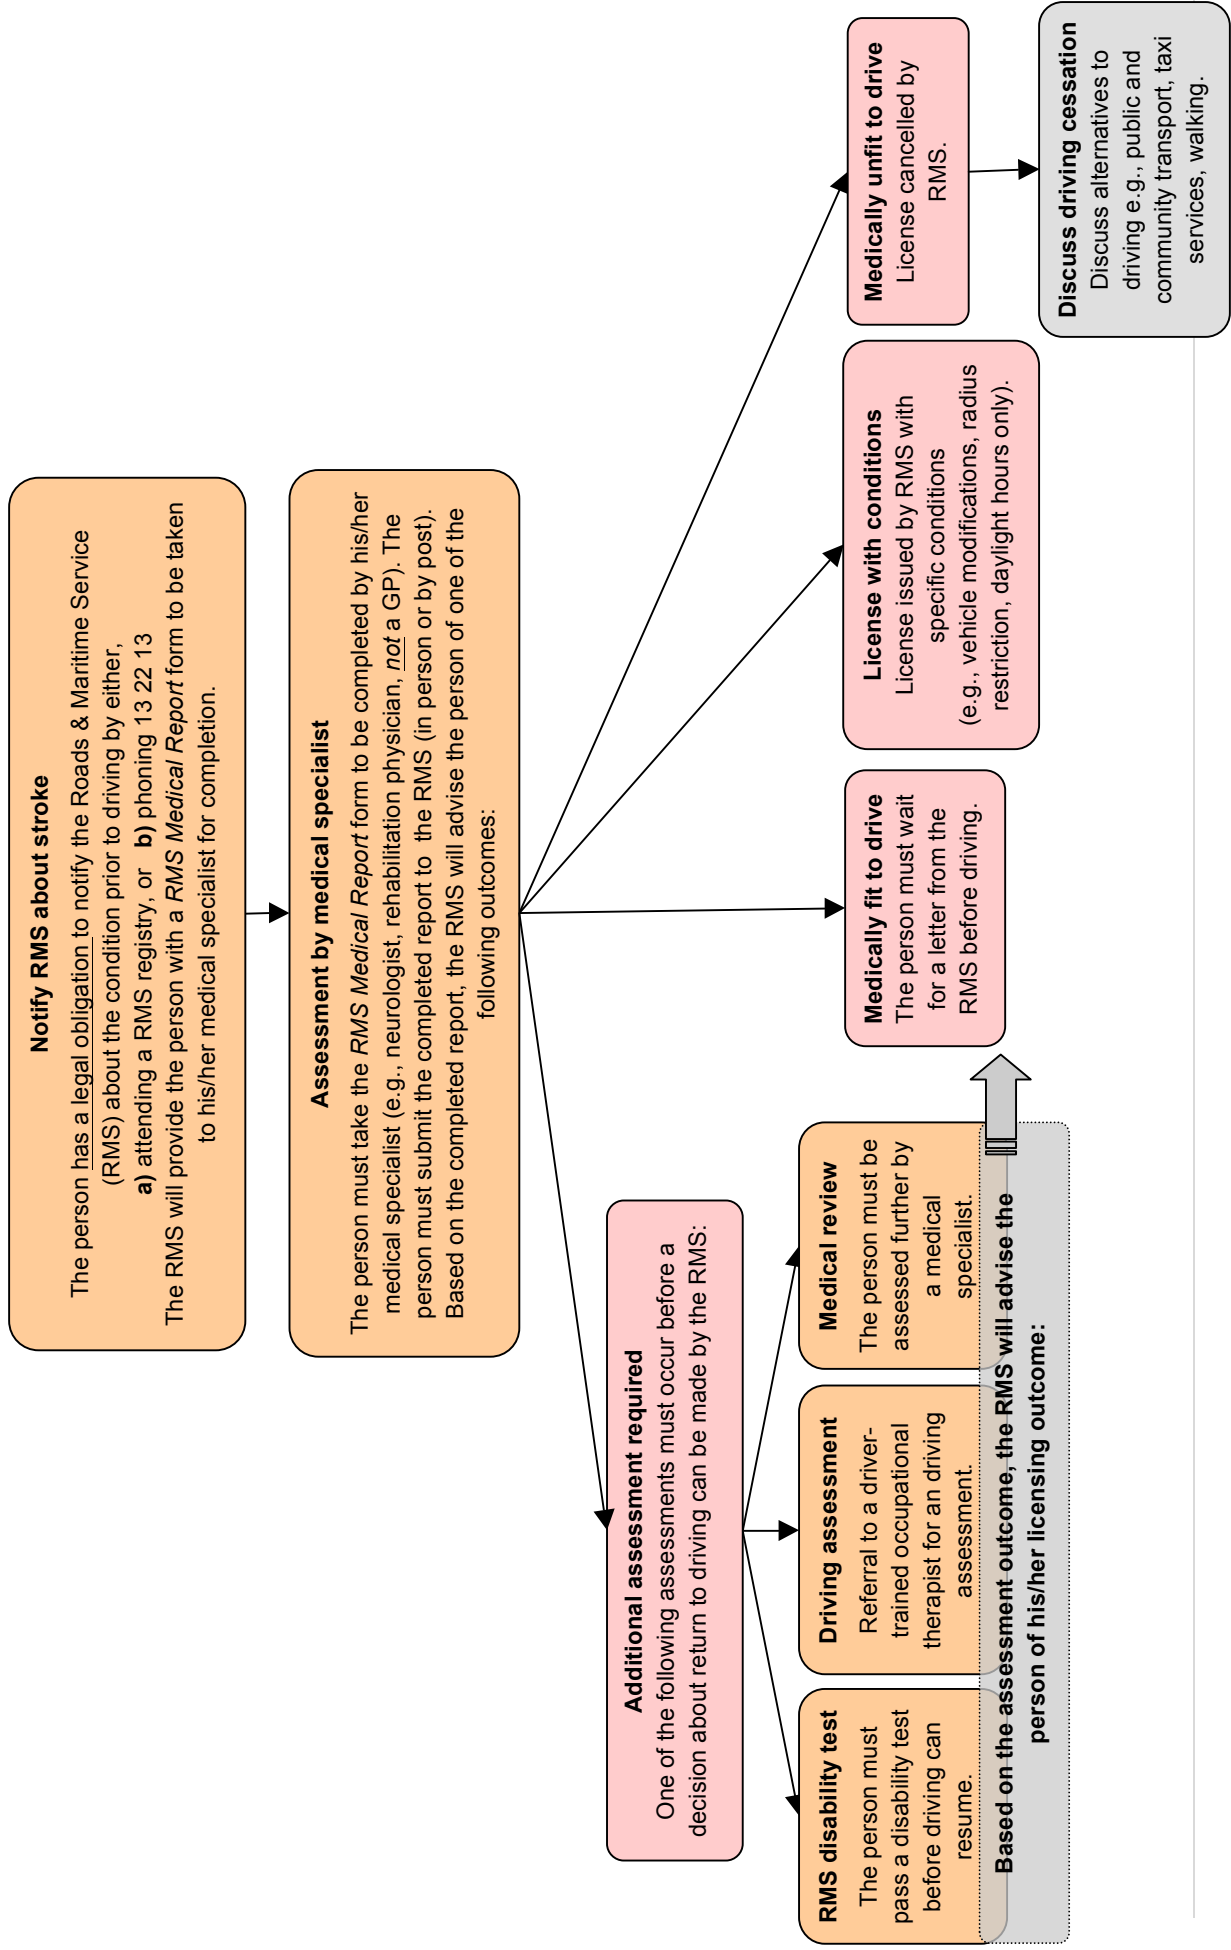 Notify RMS about stroke
The person has a legal obligation to notify the Roads & Maritime Service
(RMS) about the condition prior to driving by either,
a) attending a RMS registry, or b) phoning 13 22 13
The RMS will provide the person with a RMS Medical Report form to be taken
to his/her medical specialist for completion.
Assessment by medical specialist
The person must take the RMS Medical Report form to be completed by his/her
medical specialist (e.g., neurologist, rehabilitation physician, not a GP). The
person must submit the completed report to the RMS (in person or by post).
Based on the completed report, the RMS will advise the person of one of the
following outcomes:
Additional assessment required
One of the following assessments must occur before a
decision about return to driving can be made by the RMS:
RMS disability test
The person must
pass a disability test
before driving can
resume.
Driving assessment
Referral to a driver-
trained occupational
therapist for an driving
assessment.
Medical review
The person must be
assessed further by
a medical
specialist.
Based on the assessment outcome, the RMS will advise the
person of his/her licensing outcome:
Medically fit to drive
The person must wait
for a letter from the
RMS before driving.
License with conditions
License issued by RMS with
specific conditions
(e.g., vehicle modifications, radius
restriction, daylight hours only).
Medically unfit to drive
License cancelled by
RMS.
Discuss driving cessation
Discuss alternatives to
driving e.g., public and
community transport, taxi
services, walking.